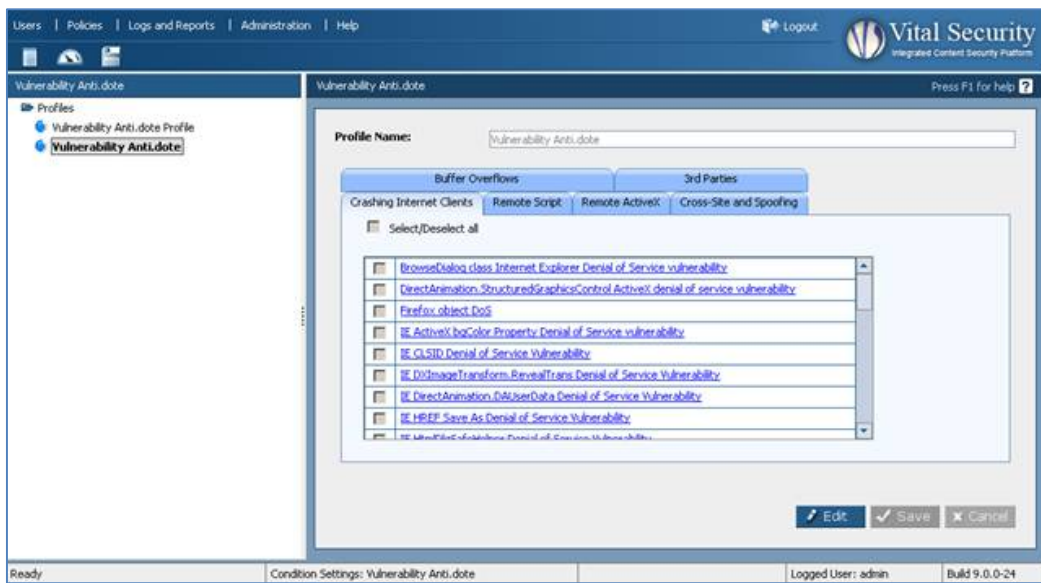 Users | Policies | Logs and Reports | Administration | Help
Logout
Vital Security
Integrated Content Security Platform
Vulnerability Anti.dote
Profiles
Vulnerability Anti.dote Profile
Vulnerability Anti.dote
Vulnerability Anti.dote
Press F1 for help ?
Profile Name:
Vulnerability Anti.dote
Buffer Overflows
3rd Parties
Crashing Internet Clients
Remote Script
Remote ActiveX
Cross-Site and Spoofing
Select/Deselect all
BrowseDialog class Internet Explorer Denial of Service vulnerability
DirectAnimation.StructuredGraphicsControl ActiveX denial of service vulnerability
Firefox object DoS
IE ActiveX bgColor Property Denial of Service vulnerability
IE CLSID Denial of Service Vulnerability
IE DXImageTransform.RevealTrans Denial of Service Vulnerability
IE DirectAnimation.DAUserData Denial of Service Vulnerability
IE HREF Save As Denial of Service Vulnerability
IE HtmlDlgSafeHelper Denial of Service Vulnerability
Edit
Save
Cancel
Ready
Condition Settings: Vulnerability Anti.dote
Logged User: admin
Build 9.0.0-24